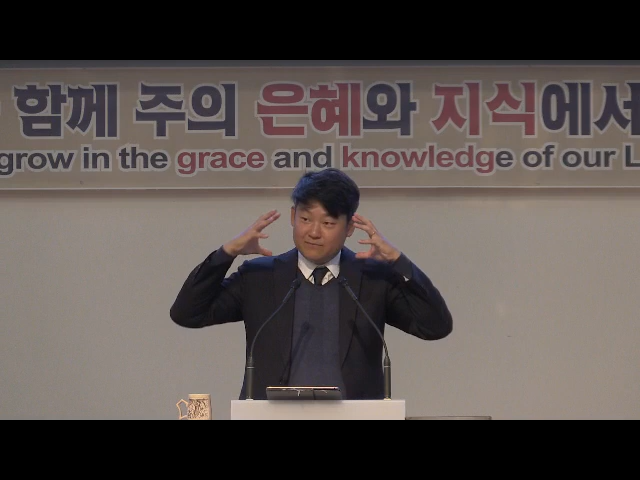 함께 주의 은혜와 지식에서
grow in the grace and knowledge of our L